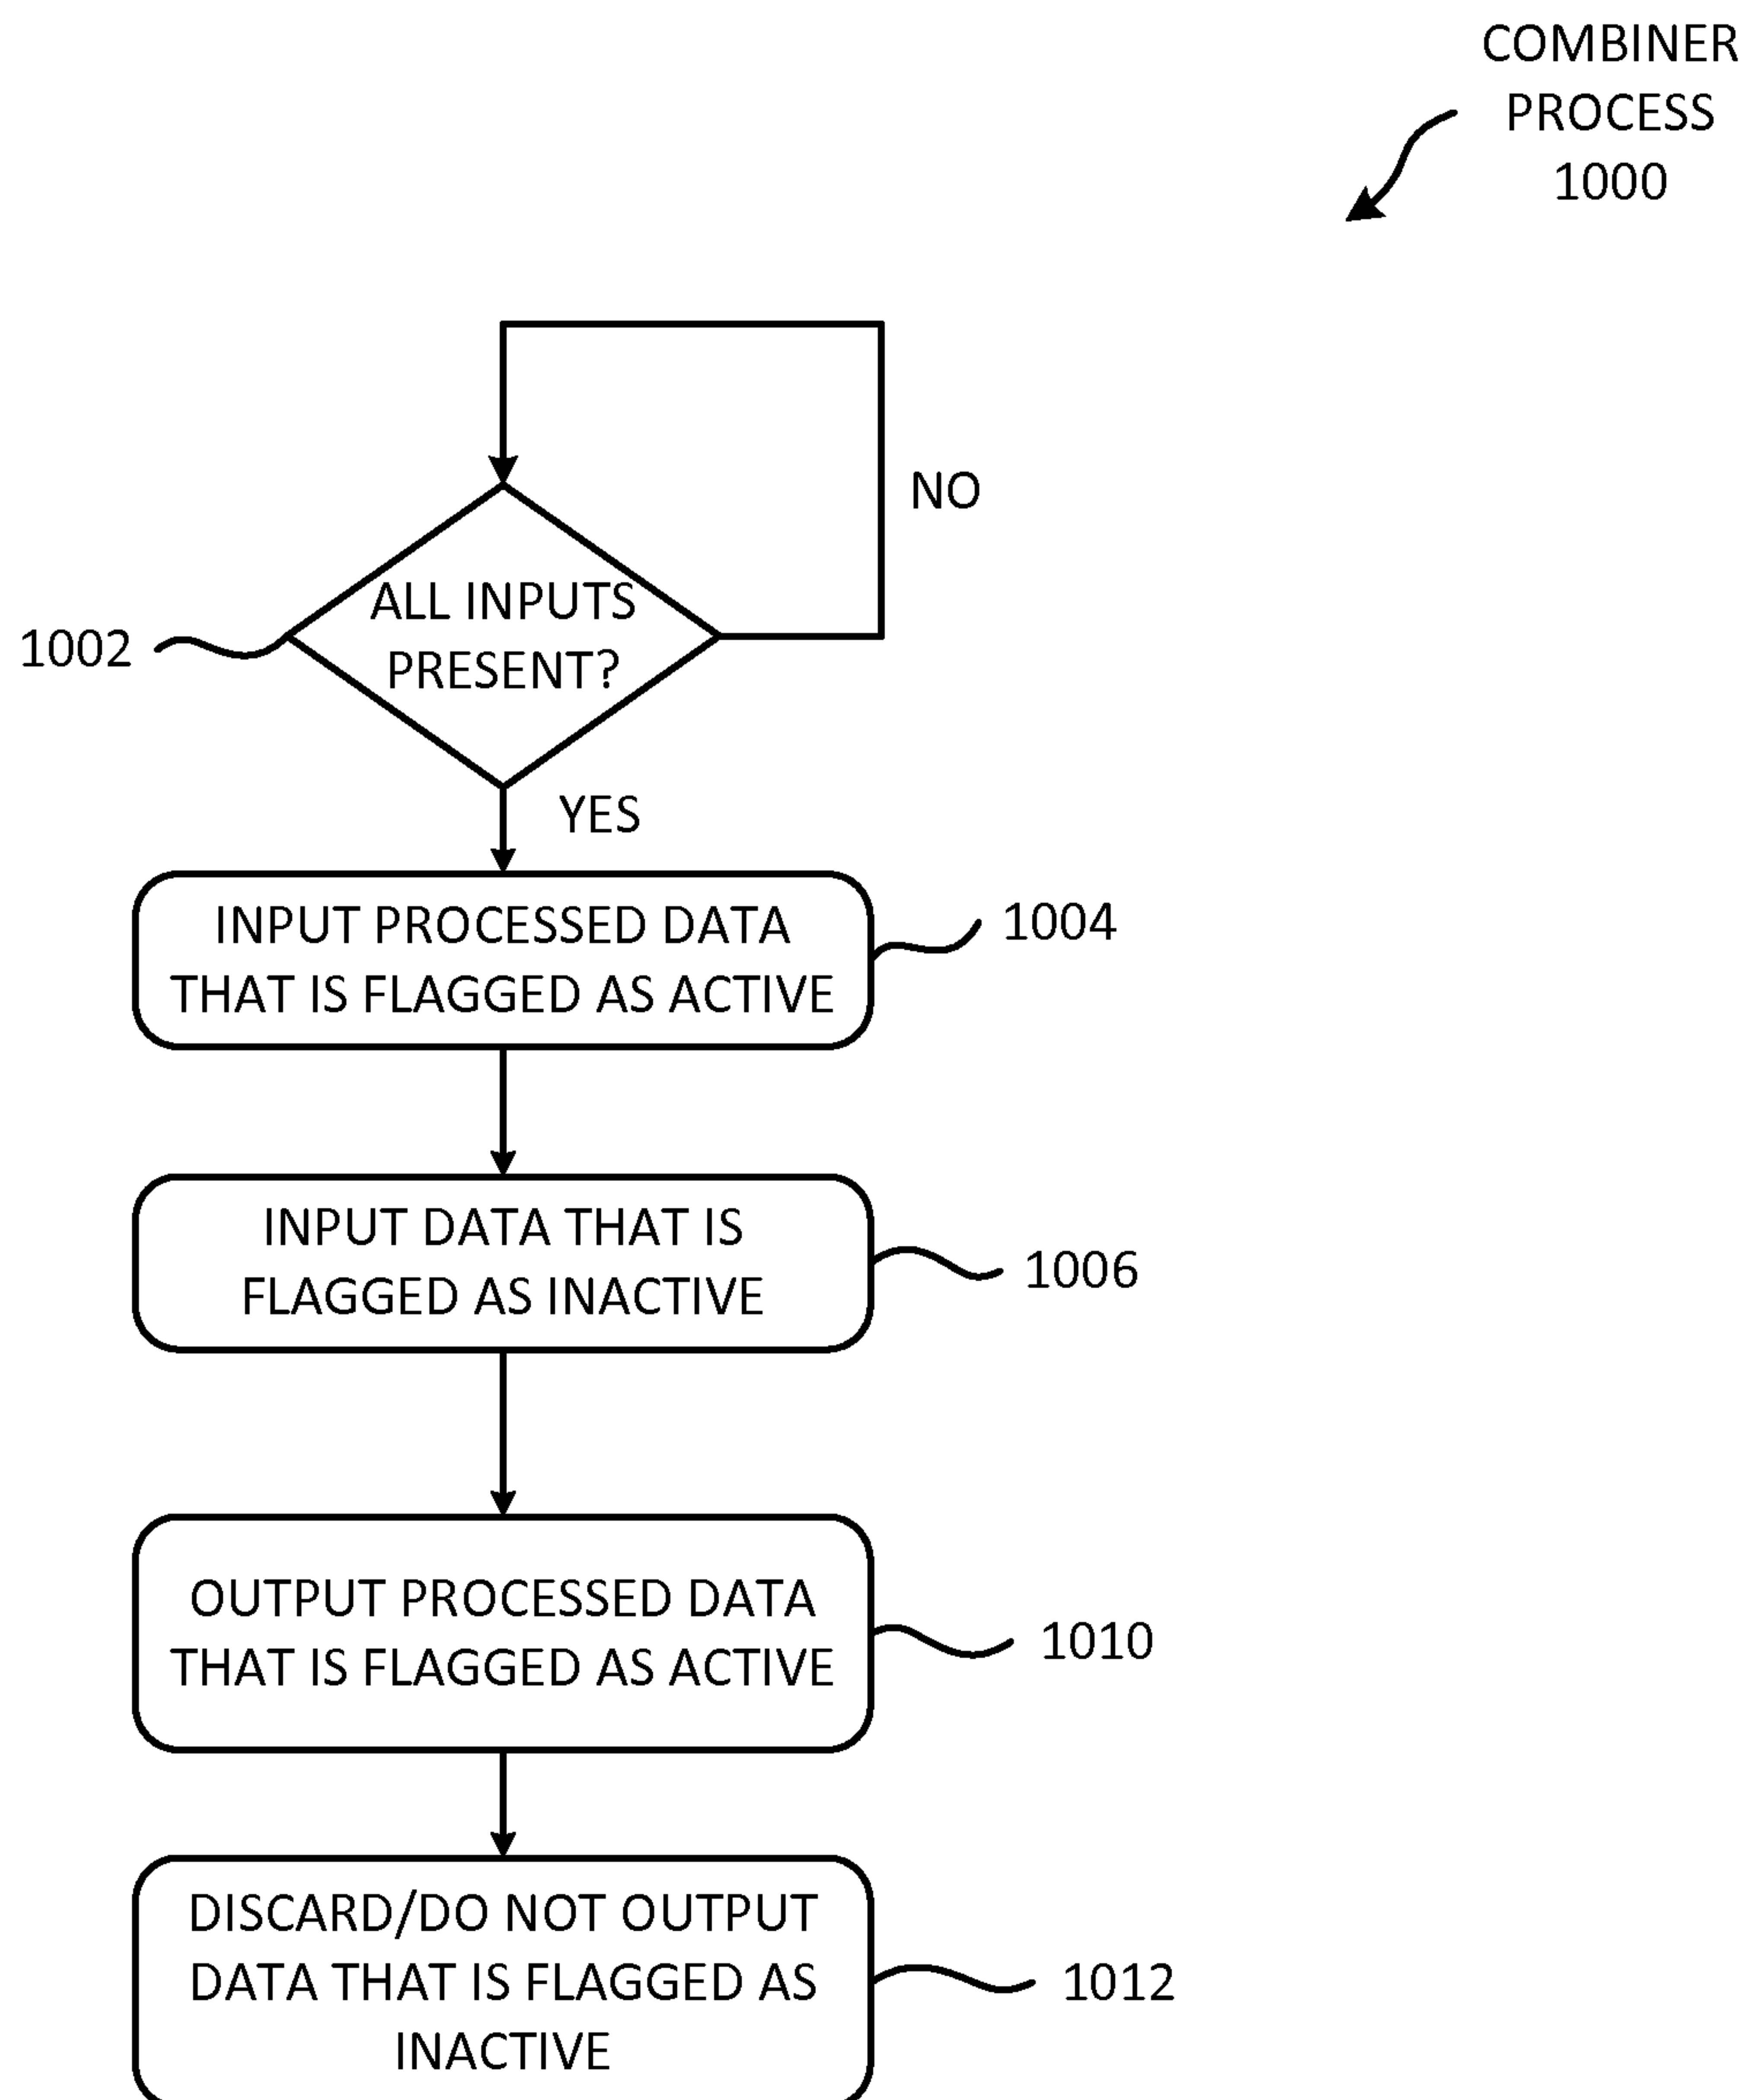 COMBINER
PROCESS
1000
NO
ALL INPUTS
PRESENT?
1002
YES
INPUT PROCESSED DATA
THAT IS FLAGGED AS ACTIVE
1004
INPUT DATA THAT IS
FLAGGED AS INACTIVE
1006
OUTPUT PROCESSED DATA
THAT IS FLAGGED AS ACTIVE
1010
DISCARD/DO NOT OUTPUT
DATA THAT IS FLAGGED AS
INACTIVE
1012